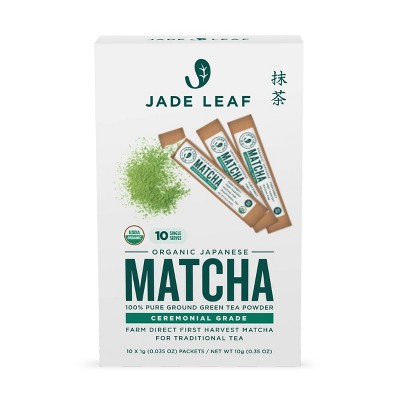 JADE LEAF
抹
茶
MATCHA
MATCHA
MATCHA
USDA
ORGANIC
10 SINGLE
SERVES
ORGANIC JAPANESE
MATCHA
100% PURE GROUND GREEN TEA POWDER
CEREMONIAL GRADE
FARM DIRECT FIRST HARVEST MATCHA
FOR TRADITIONAL TEA
10 X 1g (0.035 OZ) PACKETS / NET WT 10g (0.35 OZ)